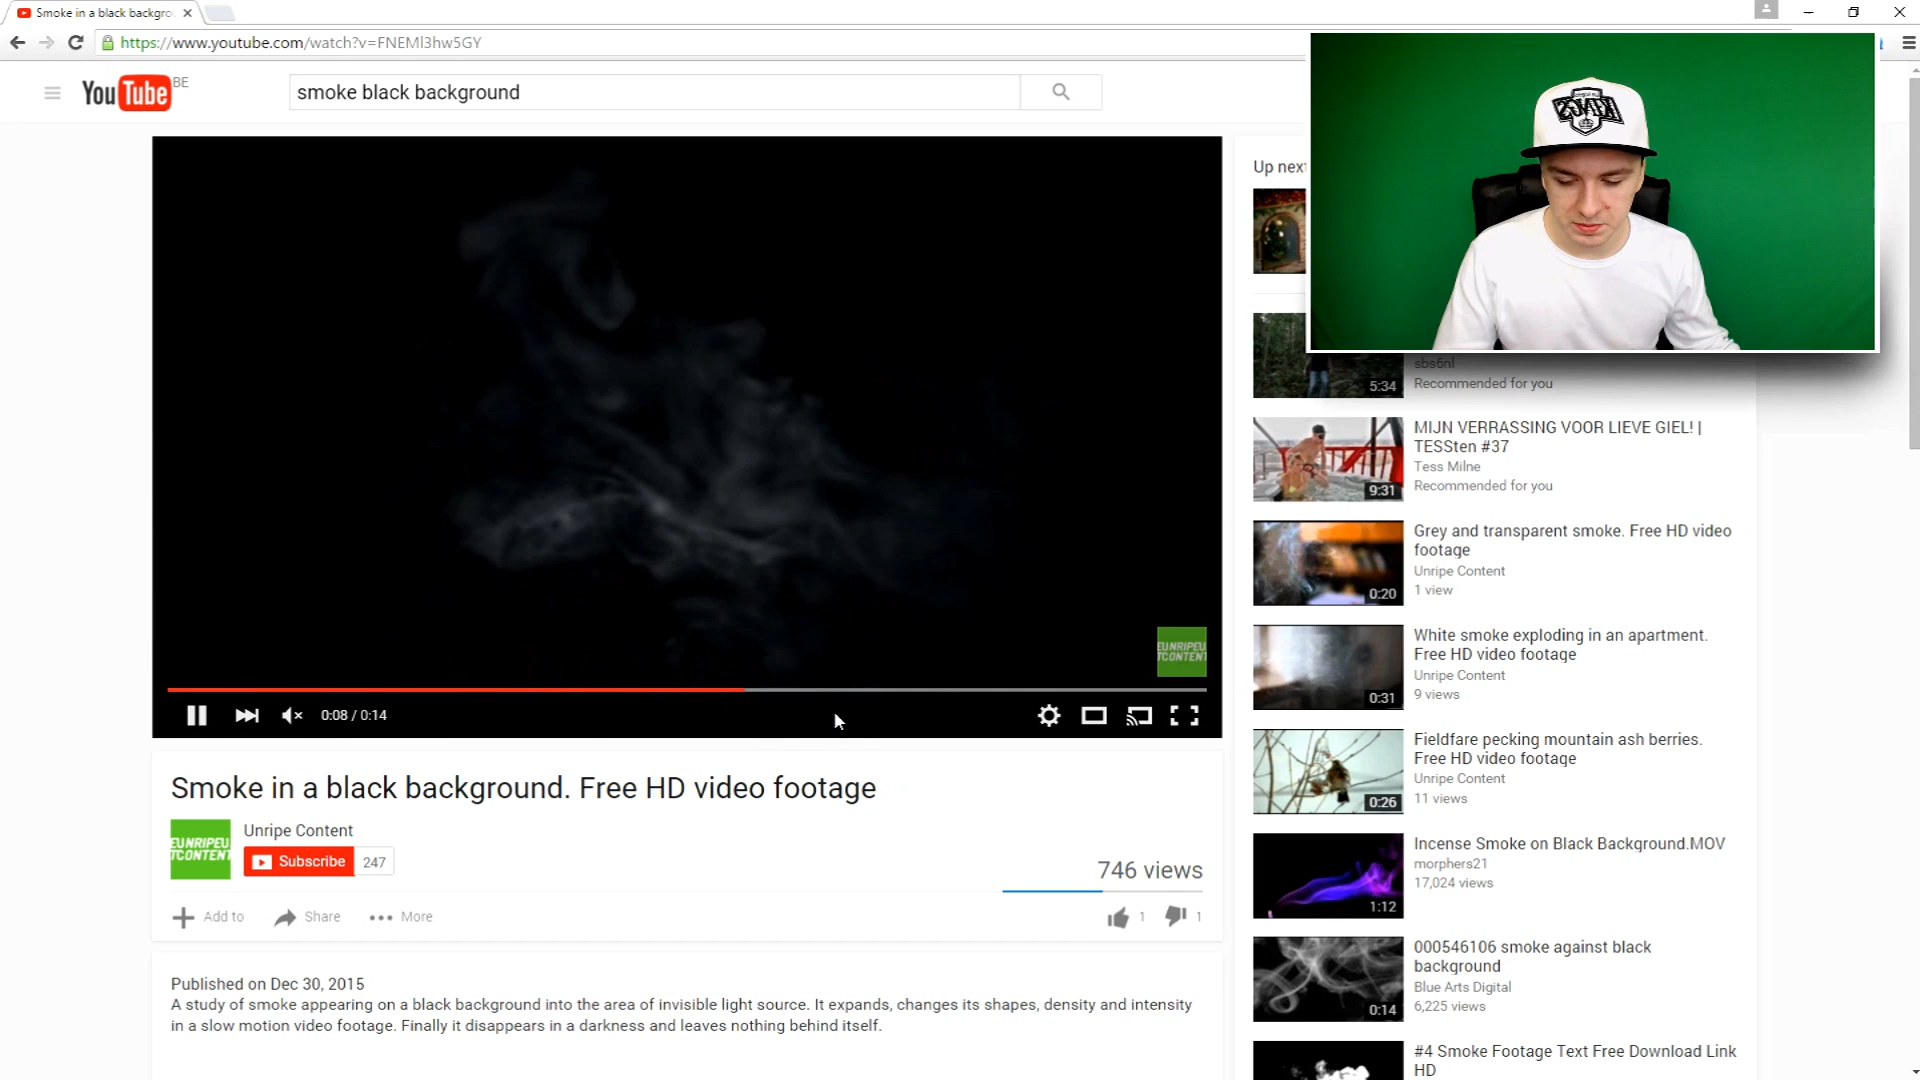 Smoke in a black backgro
https://www.youtube.com/watch?v=FNEMl3hw5GY
YouTube BE
smoke black background
Up next
KINGS
5:34
sbs6nl
Recommended for you
MIJN VERRASSING VOOR LIEVE GIEL! |
TESSten #37
Tess Milne
9:31
Recommended for you
Grey and transparent smoke. Free HD video
footage
Unripe Content
0:20
1 view
White smoke exploding in an apartment.
Free HD video footage
Unripe Content
0:31
9 views
EUNRIPEU
TCONTENT
0:08 / 0:14
Fieldfare pecking mountain ash berries.
Free HD video footage
Unripe Content
0:26
11 views
Smoke in a black background. Free HD video footage
EUNRIPEU
TCONTENT
Unripe Content
Subscribe 247
746 views
Add to Share More
1 1
Incense Smoke on Black Background.MOV
morphers21
17,024 views
1:12
000546106 smoke against black
background
Blue Arts Digital
6,225 views
0:14
Published on Dec 30, 2015
A study of smoke appearing on a black background into the area of invisible light source. It expands, changes its shapes, density and intensity
in a slow motion video footage. Finally it disappears in a darkness and leaves nothing behind itself.
#4 Smoke Footage Text Free Download Link
HD